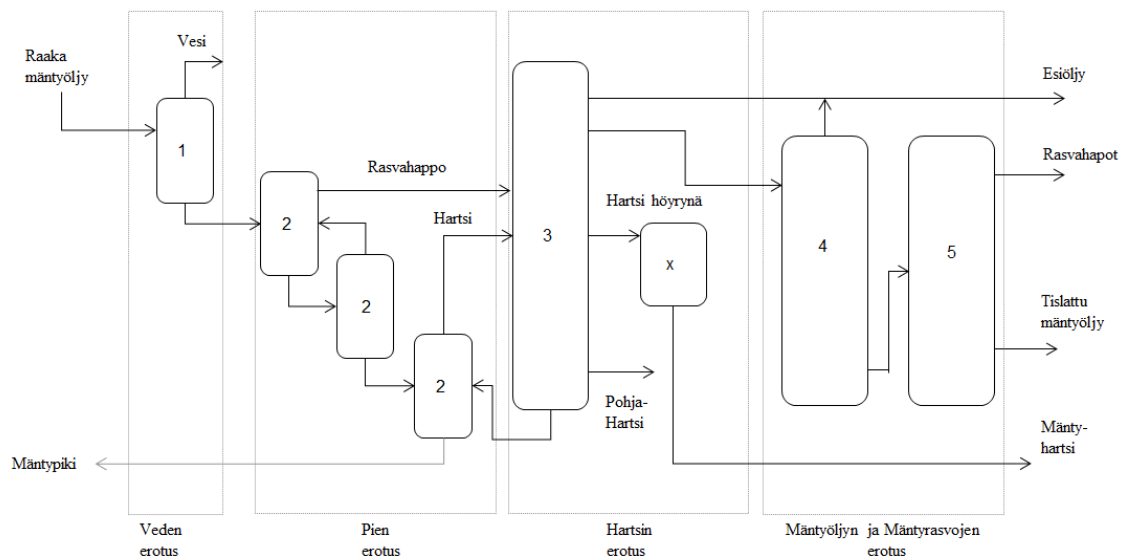 Vesi
Raaka
mäntyöljy
1
Rasvahappo
2
Hartsi
2
2
Mäntypiki
3
Hartsi höyrynä
x
Pohja-
Hartsi
4
5
Esiöljy
Rasvahapot
Tislattu
mäntyöljy
Mänty-
hartsi
Veden
erotus
Pien
erotus
Hartsin
erotus
Mäntyöljyn ja Mäntyrasvojen
erotus